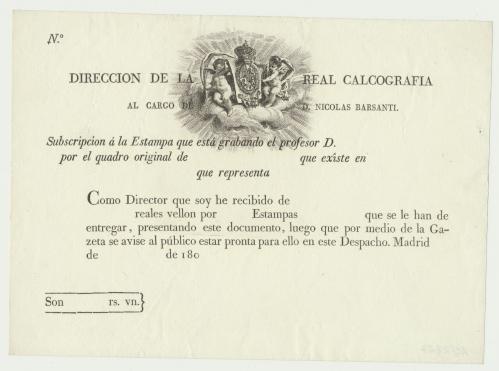 N.º
DIRECCION DE LA REAL CALCOGRAFIA
AL CARGO DE D. NICOLAS BARSANTI.
Subscripcion á la Estampa que está grabando el profesor D.
por el quadro original de que exîste en
que representa
Como Director que soy he recibido de
reales vellon por Estampas que se le han de
entregar, presentando este documento, luego que por medio de la Ga-
zeta se avise al público estar pronta para ello en este Despacho. Madrid
de de 180
Son rs. vn.